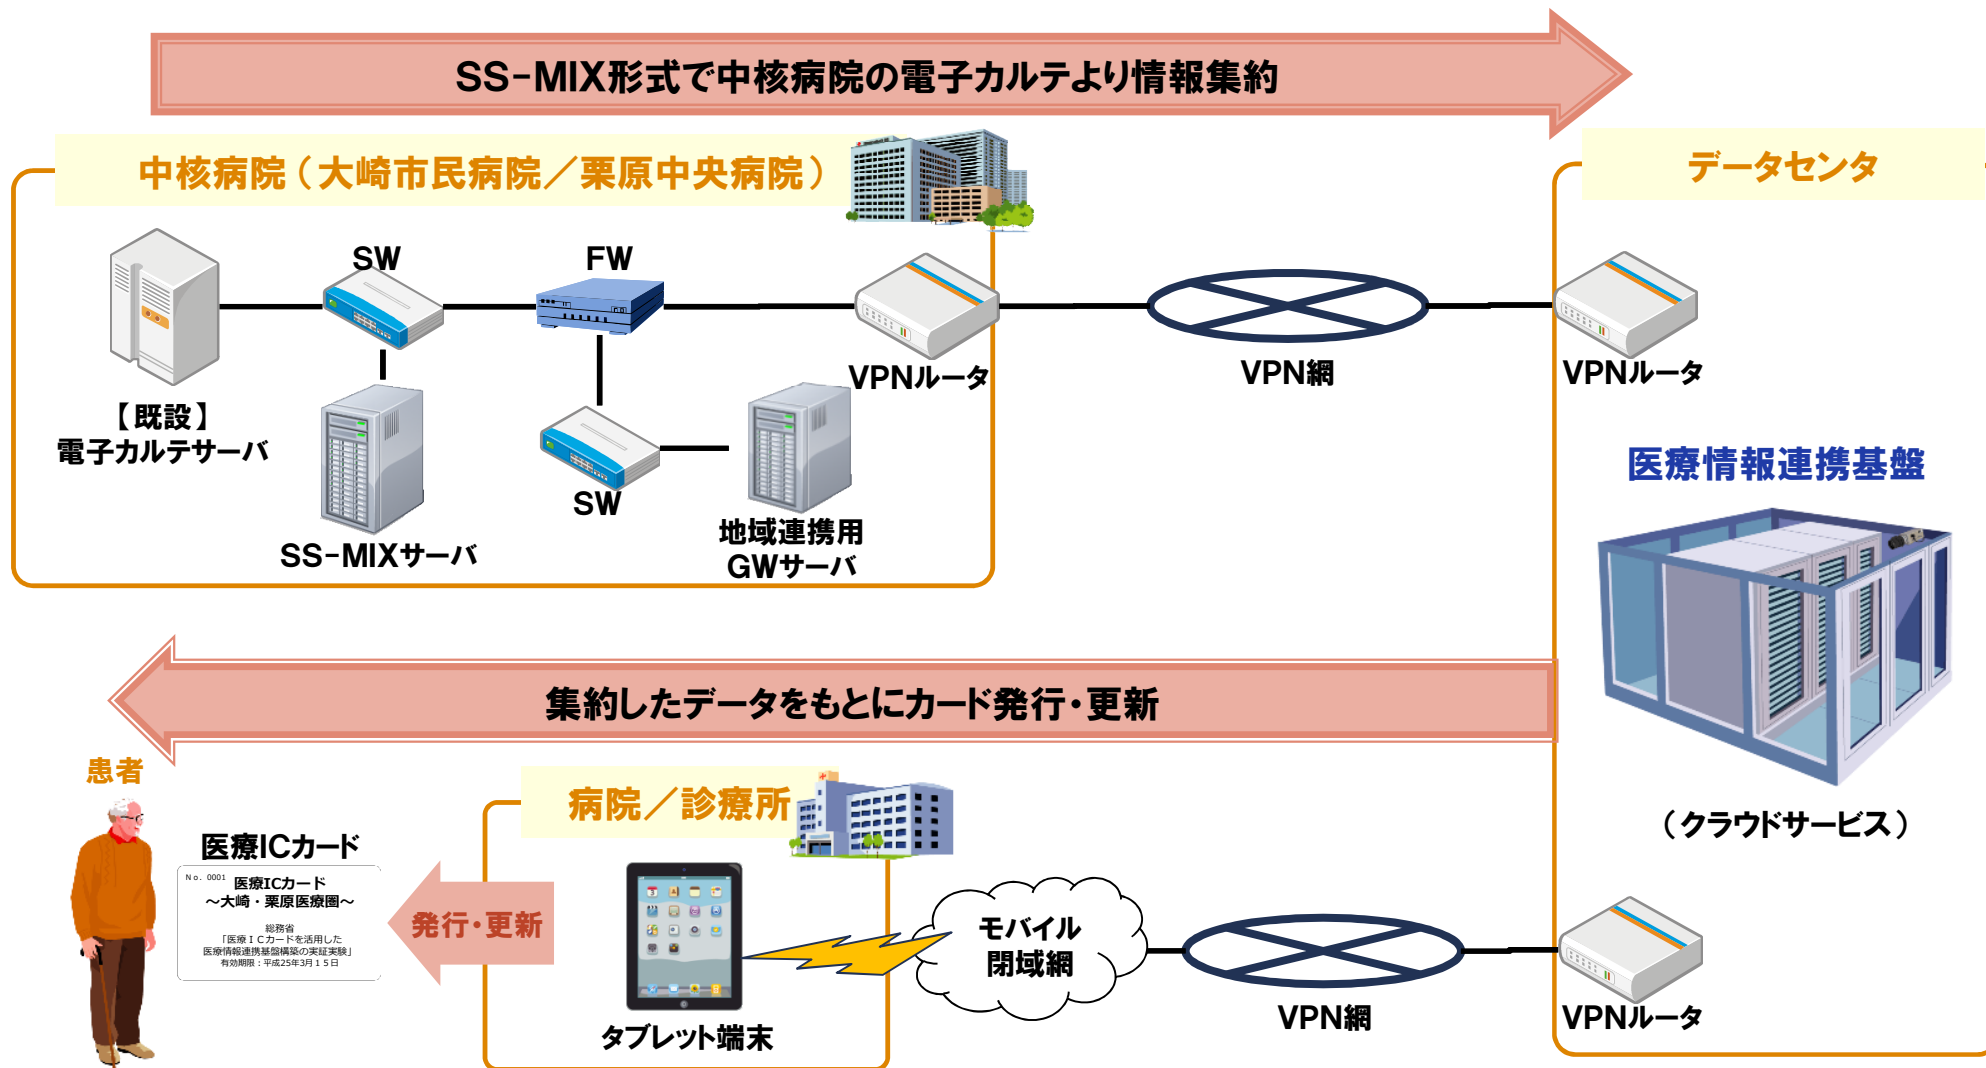 SS-MIX形式で中核病院の電子カルテより情報集約
中核病院（大崎市民病院／栗原中央病院）
データセンタ
SW
FW
VPNルータ
VPN網
VPNルータ
【既設】
電子カルテサーバ
SS-MIXサーバ
SW
地域連携用
GWサーバ
医療情報連携基盤
（クラウドサービス）
集約したデータをもとにカード発行・更新
患者
医療ICカード
No. 0001
医療ICカード
～大崎・栗原医療圏～
総務省
「医療ＩＣカードを活用した
医療情報連携基盤構築の実証実験」
有効期限：平成25年3月１５日
発行・更新
病院／診療所
タブレット端末
モバイル
閉域網
VPN網
VPNルータ